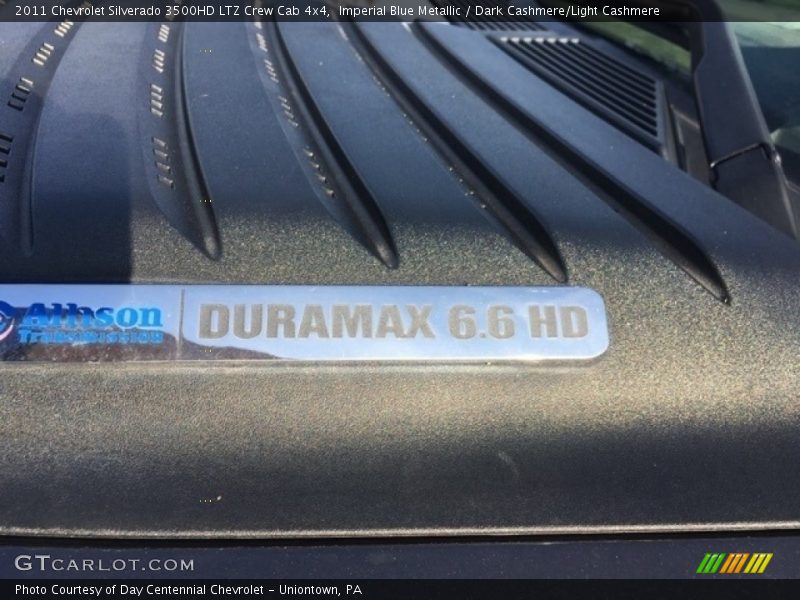 2011 Chevrolet Silverado 3500HD LTZ Crew Cab 4x4, Imperial Blue Metallic / Dark Cashmere/Light Cashmere
Allison
TRANSMISSION
DURAMAX 6.6 HD
GTCARLOT.COM
Photo Courtesy of Day Centennial Chevrolet - Uniontown, PA